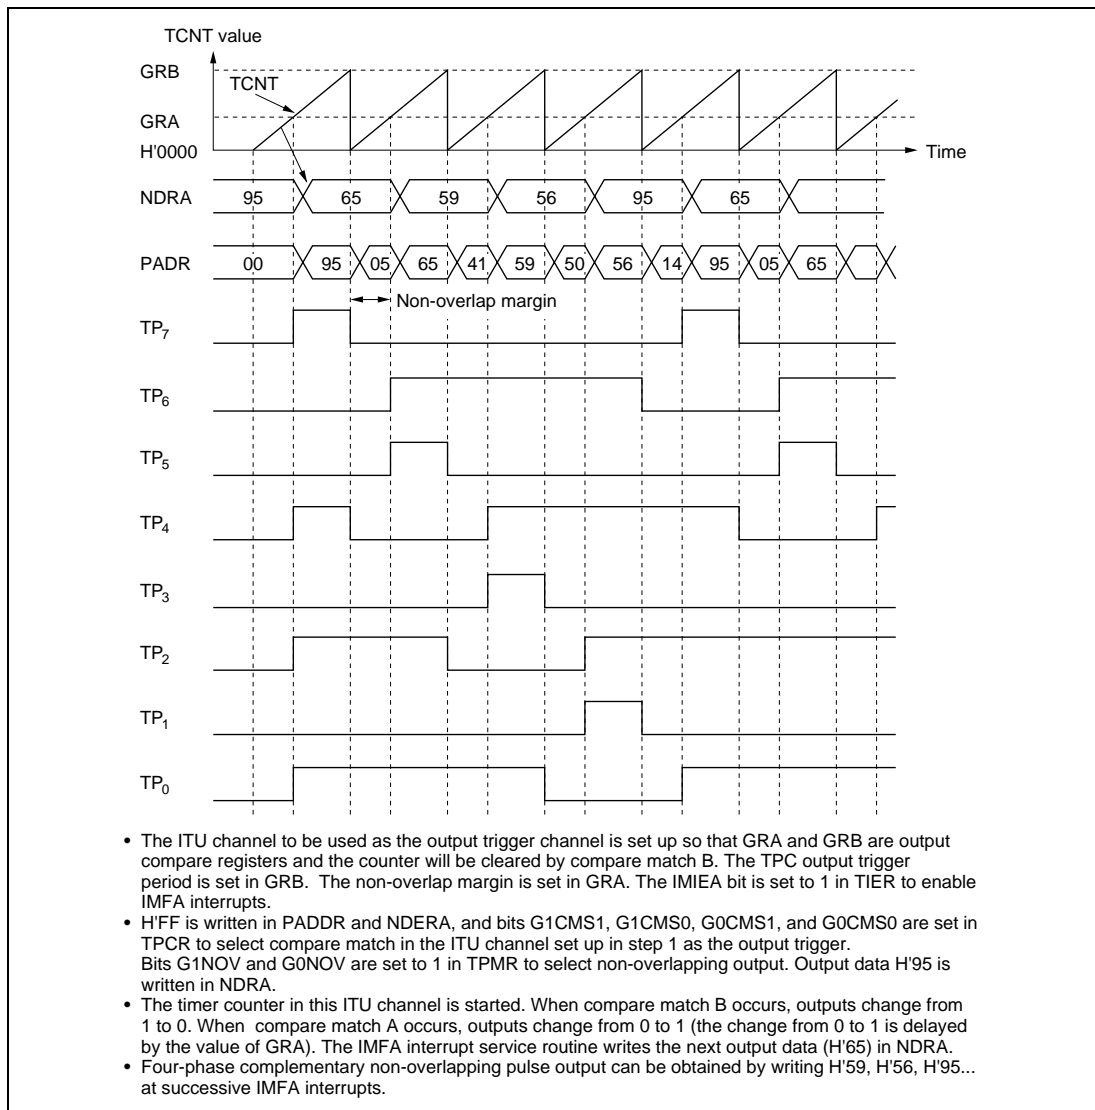 TCNT value
GRB
TCNT
GRA
H'0000
Time
NDRA 95 65 59 56 95 65
PADR 00 95 05 65 41 59 50 56 14 95 05 65
Non-overlap margin
TP7
TP6
TP5
TP4
TP3
TP2
TP1
TP0
• The ITU channel to be used as the output trigger channel is set up so that GRA and GRB are output
compare registers and the counter will be cleared by compare match B. The TPC output trigger
period is set in GRB. The non-overlap margin is set in GRA. The IMIEA bit is set to 1 in TIER to enable
IMFA interrupts.
• H'FF is written in PADDR and NDERA, and bits G1CMS1, G1CMS0, G0CMS1, and G0CMS0 are set in
TPCR to select compare match in the ITU channel set up in step 1 as the output trigger.
Bits G1NOV and G0NOV are set to 1 in TPMR to select non-overlapping output. Output data H'95 is
written in NDRA.
• The timer counter in this ITU channel is started. When compare match B occurs, outputs change from
1 to 0. When compare match A occurs, outputs change from 0 to 1 (the change from 0 to 1 is delayed
by the value of GRA). The IMFA interrupt service routine writes the next output data (H'65) in NDRA.
• Four-phase complementary non-overlapping pulse output can be obtained by writing H'59, H'56, H'95...
at successive IMFA interrupts.